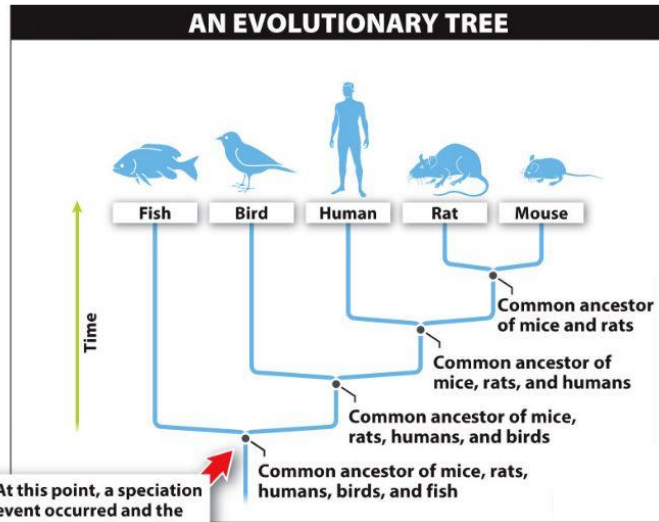 AN EVOLUTIONARY TREE
Fish
Bird
Human
Rat
Mouse
Time
Common ancestor
of mice and rats
Common ancestor of
mice, rats, and humans
Common ancestor of mice,
rats, humans, and birds
Common ancestor of mice, rats,
humans, birds, and fish
At this point, a speciation
event occurred and the